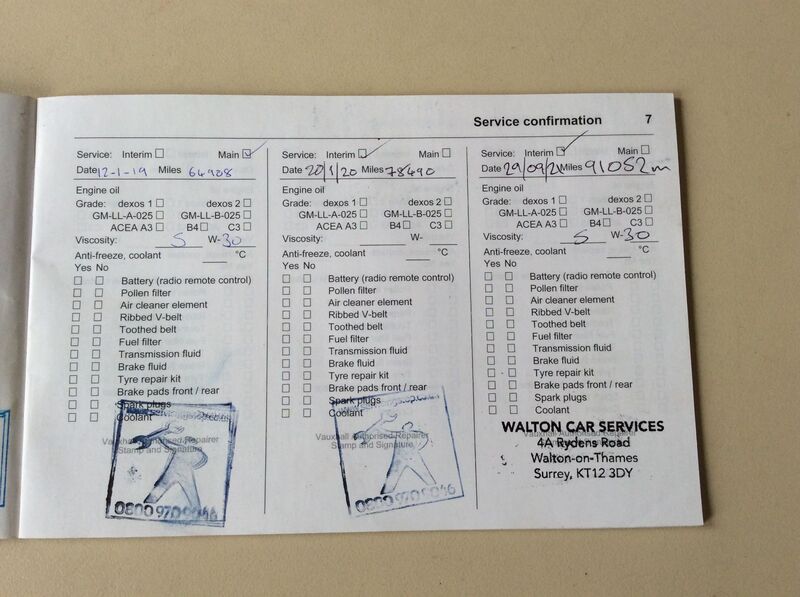 Service confirmation 7
Service: Interim Main
Date 12-1-19 Miles 64908
Engine oil
Grade: dexos 1 dexos 2
GM-LL-A-025 GM-LL-B-025
ACEA A3 B4 C3
Viscosity: 5 W-30
Anti-freeze, coolant °C
Yes No
Battery (radio remote control)
Pollen filter
Air cleaner element
Ribbed V-belt
Toothed belt
Fuel filter
Transmission fluid
Brake fluid
Tyre repair kit
Brake pads front / rear
Spark plugs
Coolant
Vauxhall Authorised Repairer
Stamp and Signature
0800 970 9046
Service: Interim Main
Date 20/1/20 Miles 78490
Engine oil
Grade: dexos 1 dexos 2
GM-LL-A-025 GM-LL-B-025
ACEA A3 B4 C3
Viscosity: W-
Anti-freeze, coolant °C
Yes No
Battery (radio remote control)
Pollen filter
Air cleaner element
Ribbed V-belt
Toothed belt
Fuel filter
Transmission fluid
Brake fluid
Tyre repair kit
Brake pads front / rear
Spark plugs
Coolant
Vauxhall Authorised Repairer
Stamp and Signature
0800 970 9046
Service: Interim Main
Date 29/09/21 Miles 91052m
Engine oil
Grade: dexos 1 dexos 2
GM-LL-A-025 GM-LL-B-025
ACEA A3 B4 C3
Viscosity: 5 W-30
Anti-freeze, coolant °C
Yes No
Battery (radio remote control)
Pollen filter
Air cleaner element
Ribbed V-belt
Toothed belt
Fuel filter
Transmission fluid
Brake fluid
Tyre repair kit
Brake pads front / rear
Spark plugs
Coolant
WALTON CAR SERVICES
Vauxhall Authorised Repairer
4A Rydens Road
Walton-on-Thames
Surrey, KT12 3DY